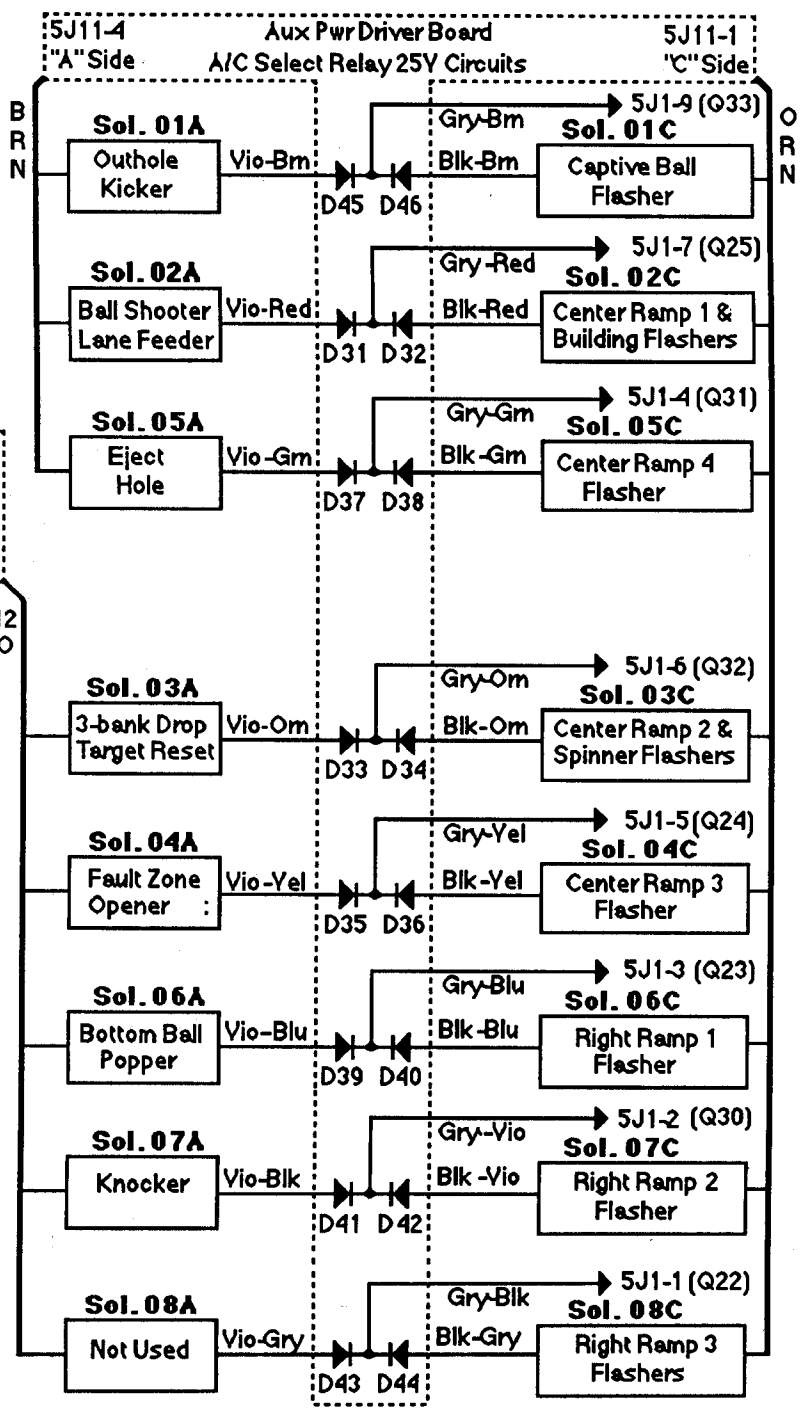 5J11-4 Aux Pwr Driver Board 5J11-1
"A" Side A/C Select Relay 25V Circuits "C" Side
BRN
ORN
Sol. 01A
Outhole
Kicker
Vio-Brn
D45 D46
Gry-Brn
5J1-9 (Q33)
Blk-Brn
Sol. 01C
Captive Ball
Flasher
Sol. 02A
Ball Shooter
Lane Feeder
Vio-Red
D31 D32
Gry-Red
5J1-7 (Q25)
Blk-Red
Sol. 02C
Center Ramp 1 &
Building Flashers
Sol. 05A
Eject
Hole
Vio-Grn
D37 D38
Gry-Grn
5J1-4 (Q31)
Blk-Grn
Sol. 05C
Center Ramp 4
Flasher
2
O
Sol. 03A
3-bank Drop
Target Reset
Vio-Orn
D33 D34
Gry-Orn
5J1-6 (Q32)
Blk-Orn
Sol. 03C
Center Ramp 2 &
Spinner Flashers
Sol. 04A
Fault Zone
Opener :
Vio-Yel
D35 D36
Gry-Yel
5J1-5 (Q24)
Blk-Yel
Sol. 04C
Center Ramp 3
Flasher
Sol. 06A
Bottom Ball
Popper
Vio-Blu
D39 D40
Gry-Blu
5J1-3 (Q23)
Blk-Blu
Sol. 06C
Right Ramp 1
Flasher
Sol. 07A
Knocker
Vio-Blk
D41 D42
Gry-Vio
5J1-2 (Q30)
Blk-Vio
Sol. 07C
Right Ramp 2
Flasher
Sol. 08A
Not Used
Vio-Gry
D43 D44
Gry-Blk
5J1-1 (Q22)
Blk-Gry
Sol. 08C
Right Ramp 3
Flashers